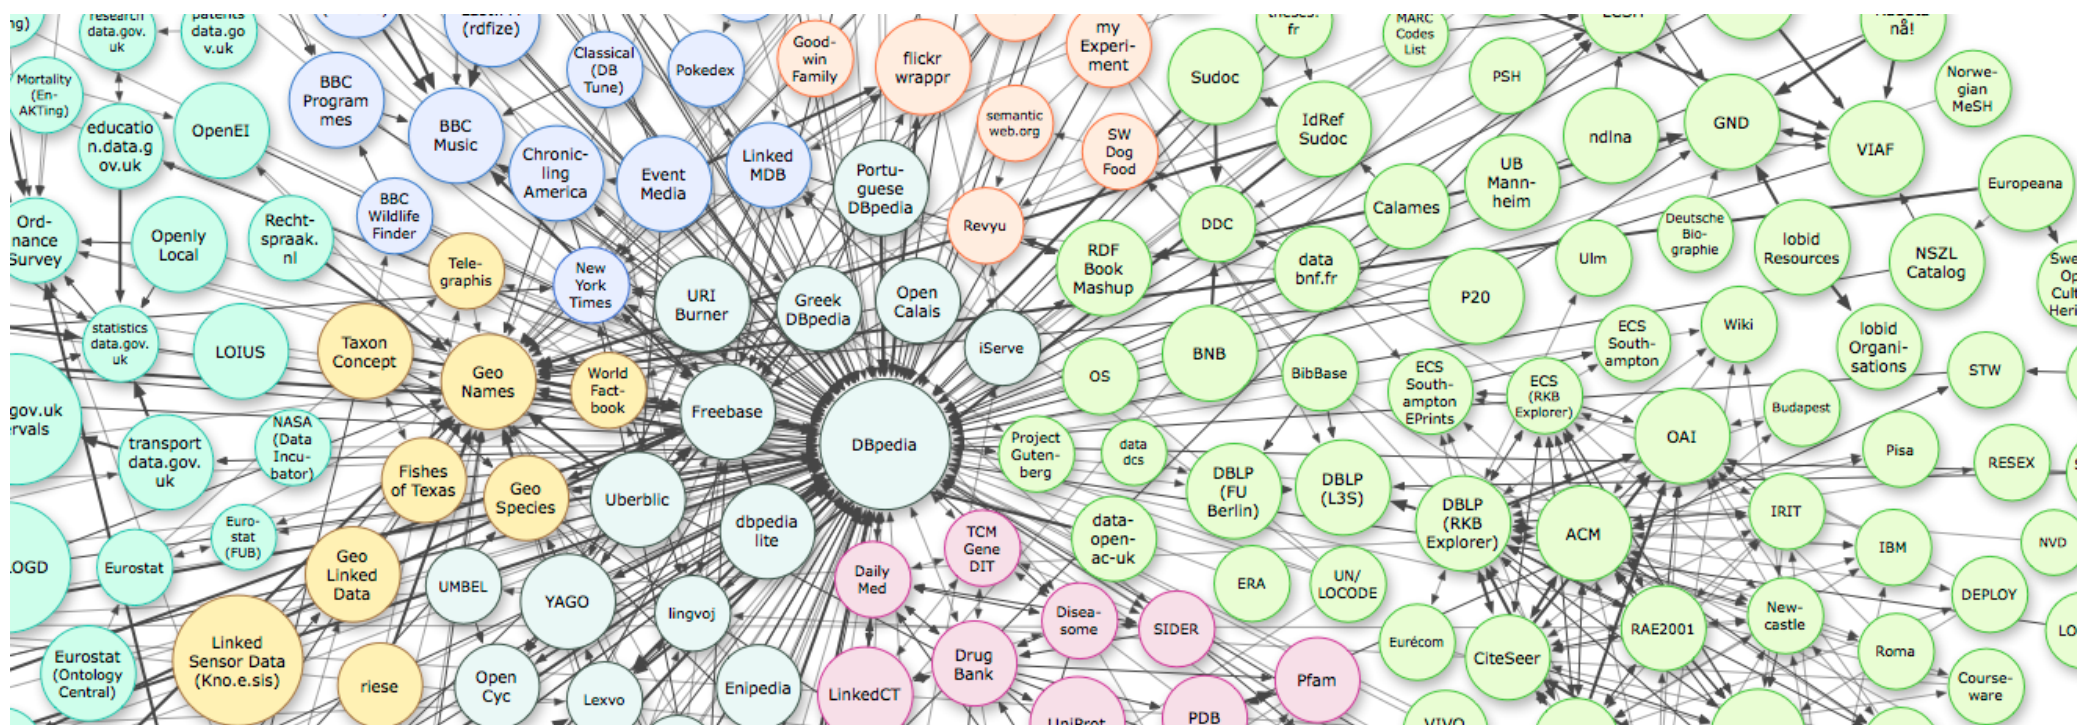 research
data.gov.
uk
patents
data.go
v.uk
(rdfize)
Classical
(DB
Tune)
Pokedex
Good-
win
Family
flickr
wrappr
my
Experi-
ment
Sudoc
fr
MARC
Codes
List
PSH
nå!
Norwe-
gian
MeSH
Mortality
(En-
AKTing)
educatio
n.data.g
ov.uk
OpenEI
BBC
Program
mes
BBC
Music
Chronic-
ling
America
Event
Media
Linked
MDB
Portu-
guese
DBpedia
semantic
web.org
SW
Dog
Food
IdRef
Sudoc
ndlna
GND
VIAF
UB
Mann-
heim
Europeana
Ord-
nance
Survey
Openly
Local
Recht-
spraak.
nl
BBC
Wildlife
Finder
Revyu
DDC
Calames
Deutsche
Bio-
graphie
lobid
Resources
NSZL
Catalog
Tele-
graphis
New
York
Times
URI
Burner
Greek
DBpedia
Open
Calais
RDF
Book
Mashup
data
bnf.fr
P20
Ulm
statistics
data.gov.
uk
LOIUS
Taxon
Concept
Geo
Names
World
Fact-
book
Freebase
iServe
OS
BNB
BibBase
ECS
South-
ampton
EPrints
ECS
(RKB
Explorer)
ECS
South-
ampton
Wiki
lobid
Organi-
sations
STW
gov.uk
transport
data.gov.
uk
NASA
(Data
Incu-
bator)
Fishes
of Texas
Geo
Species
Uberblic
dbpedia
lite
DBpedia
Project
Guten-
berg
data
dcs
DBLP
(FU
Berlin)
DBLP
(L3S)
DBLP
(RKB
Explorer)
OAI
Budapest
Pisa
RESEX
Eurostat
Euro-
stat
(FUB)
Geo
Linked
Data
UMBEL
YAGO
lingvoj
Daily
Med
TCM
Gene
DIT
data-
open-
ac-uk
ERA
UN/
LOCODE
ACM
IRIT
IBM
NVD
DEPLOY
Eurostat
(Ontology
Central)
Linked
Sensor Data
(Kno.e.sis)
riese
Open
Cyc
Lexvo
Enipedia
LinkedCT
Drug
Bank
Disea-
some
SIDER
UniProt
PDB
Pfam
Eurécom
CiteSeer
RAE2001
New-
castle
Roma
Course-
ware
VIVO